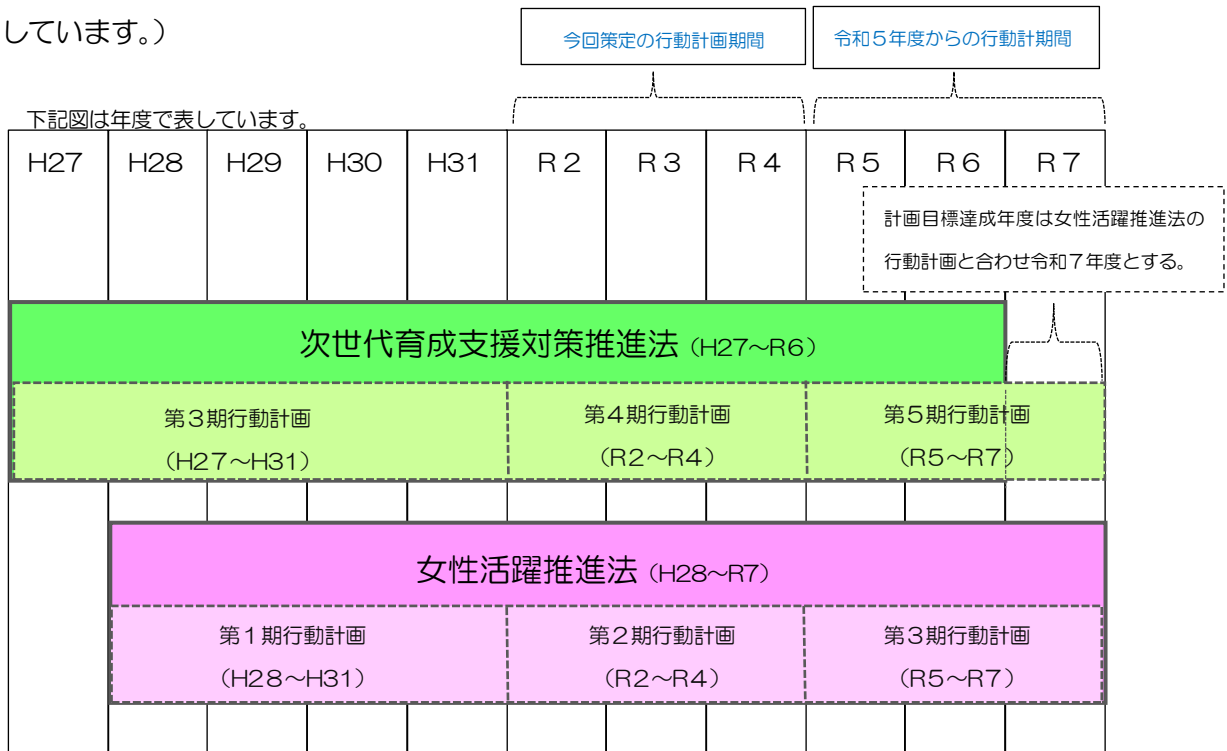 しています。）
今回策定の行動計画期間
令和５年度からの行動計期間
下記図は年度で表しています。
H27 H28 H29 H30 H31 R２ R３ R４ R５ R６ R７
計画目標達成年度は女性活躍推進法の
行動計画と合わせ令和７年度とする。
次世代育成支援対策推進法（H27～R6）
第３期行動計画
（H27～H31）
第４期行動計画
（R２～R４）
第５期行動計画
（R５～R７）
女性活躍推進法（H28～R7）
第１期行動計画
（H28～H31）
第２期行動計画
（R２～R４）
第３期行動計画
（R５～R７）